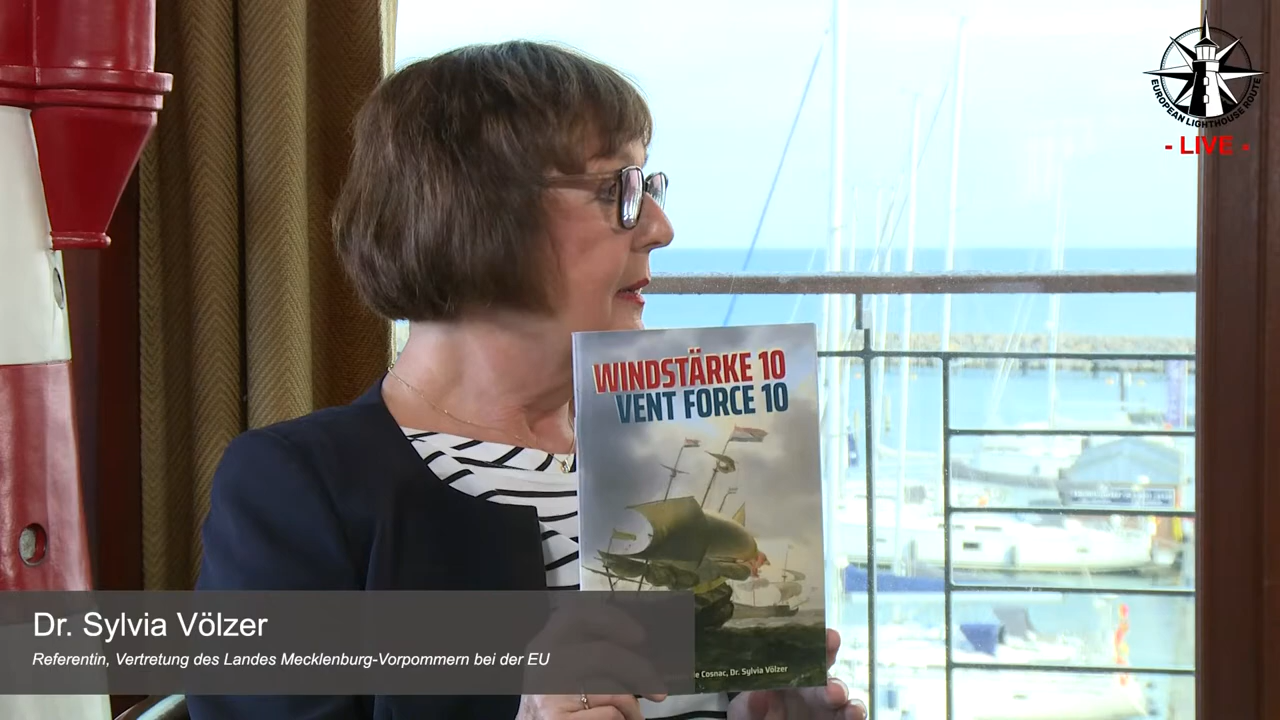 EUROPEAN LIGHTHOUSE ROUTE
- LIVE -
WINDSTÄRKE 10
VENT FORCE 10
Cosnac, Dr. Sylvia Völzer
Dr. Sylvia Völzer
Referentin, Vertretung des Landes Mecklenburg-Vorpommern bei der EU